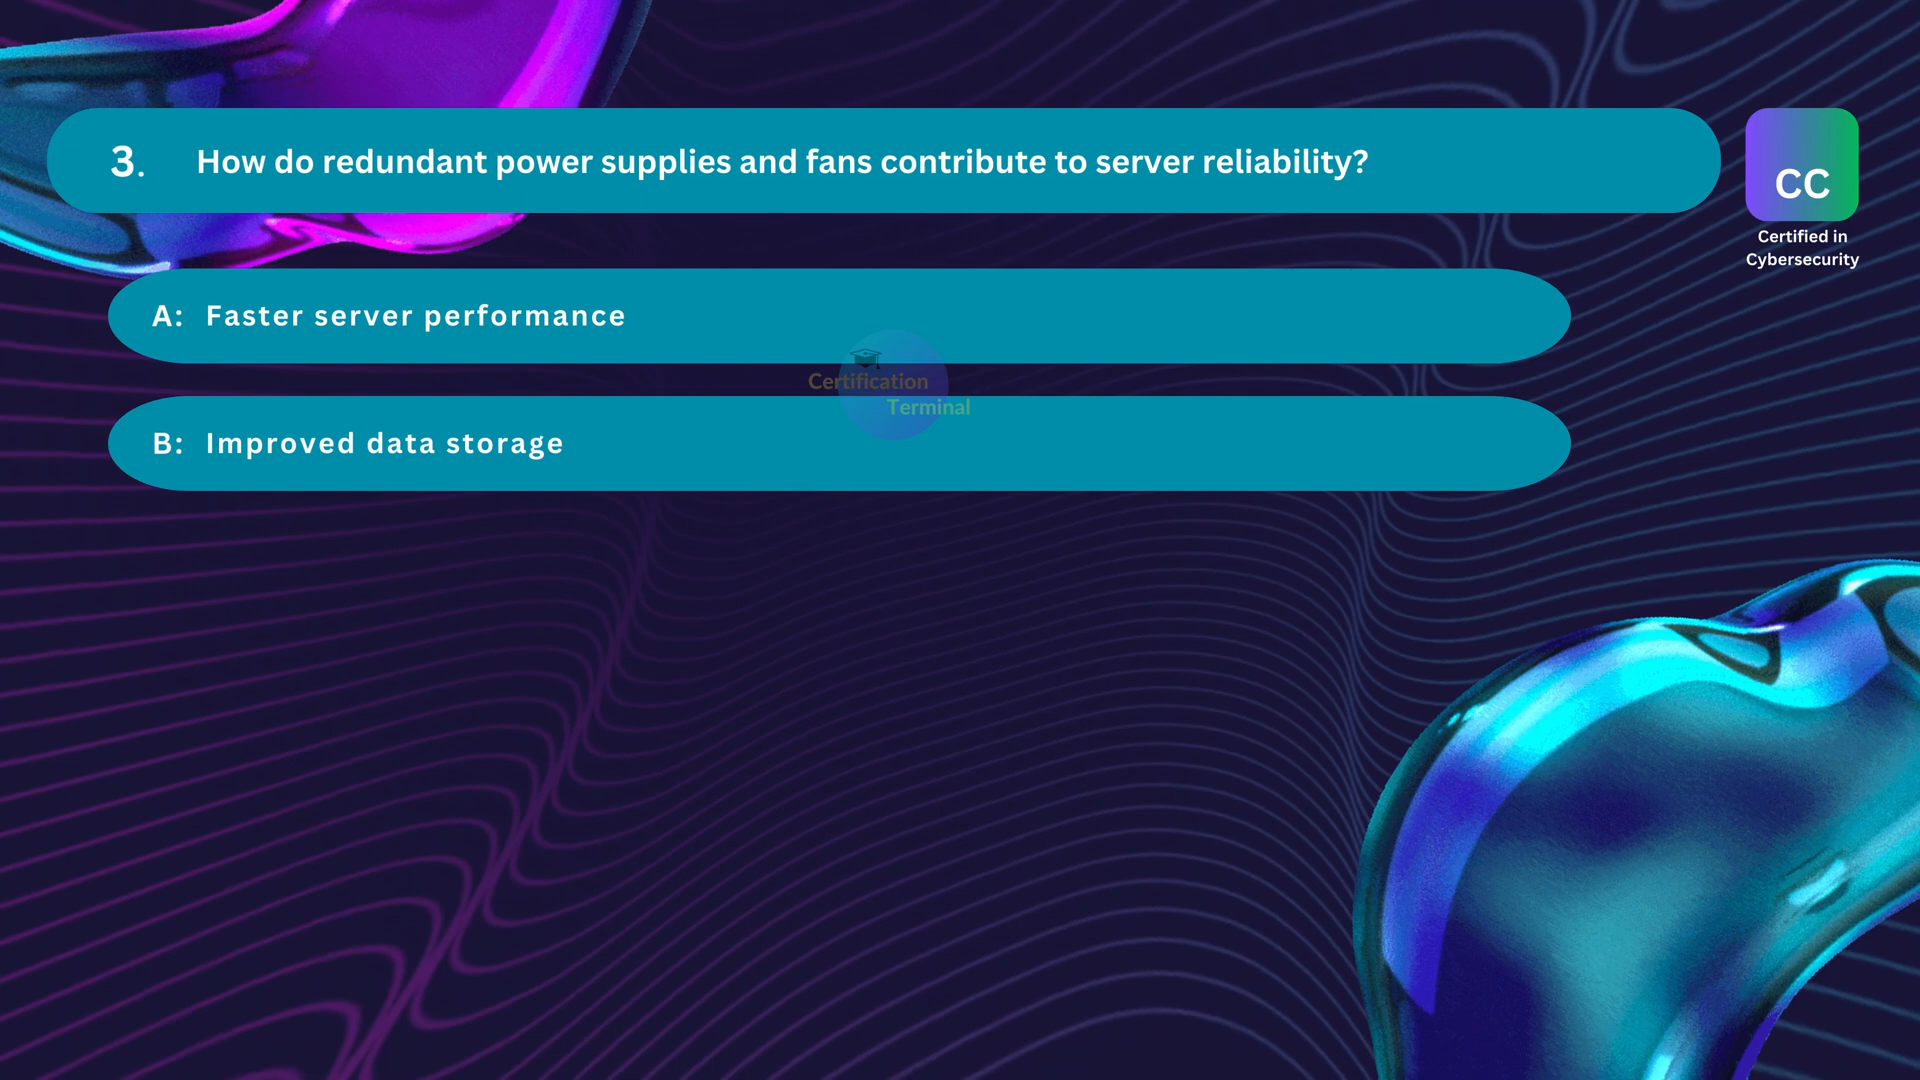 3. How do redundant power supplies and fans contribute to server reliability?
CC
Certified in
Cybersecurity
A: Faster server performance
Certification
Terminal
B: Improved data storage